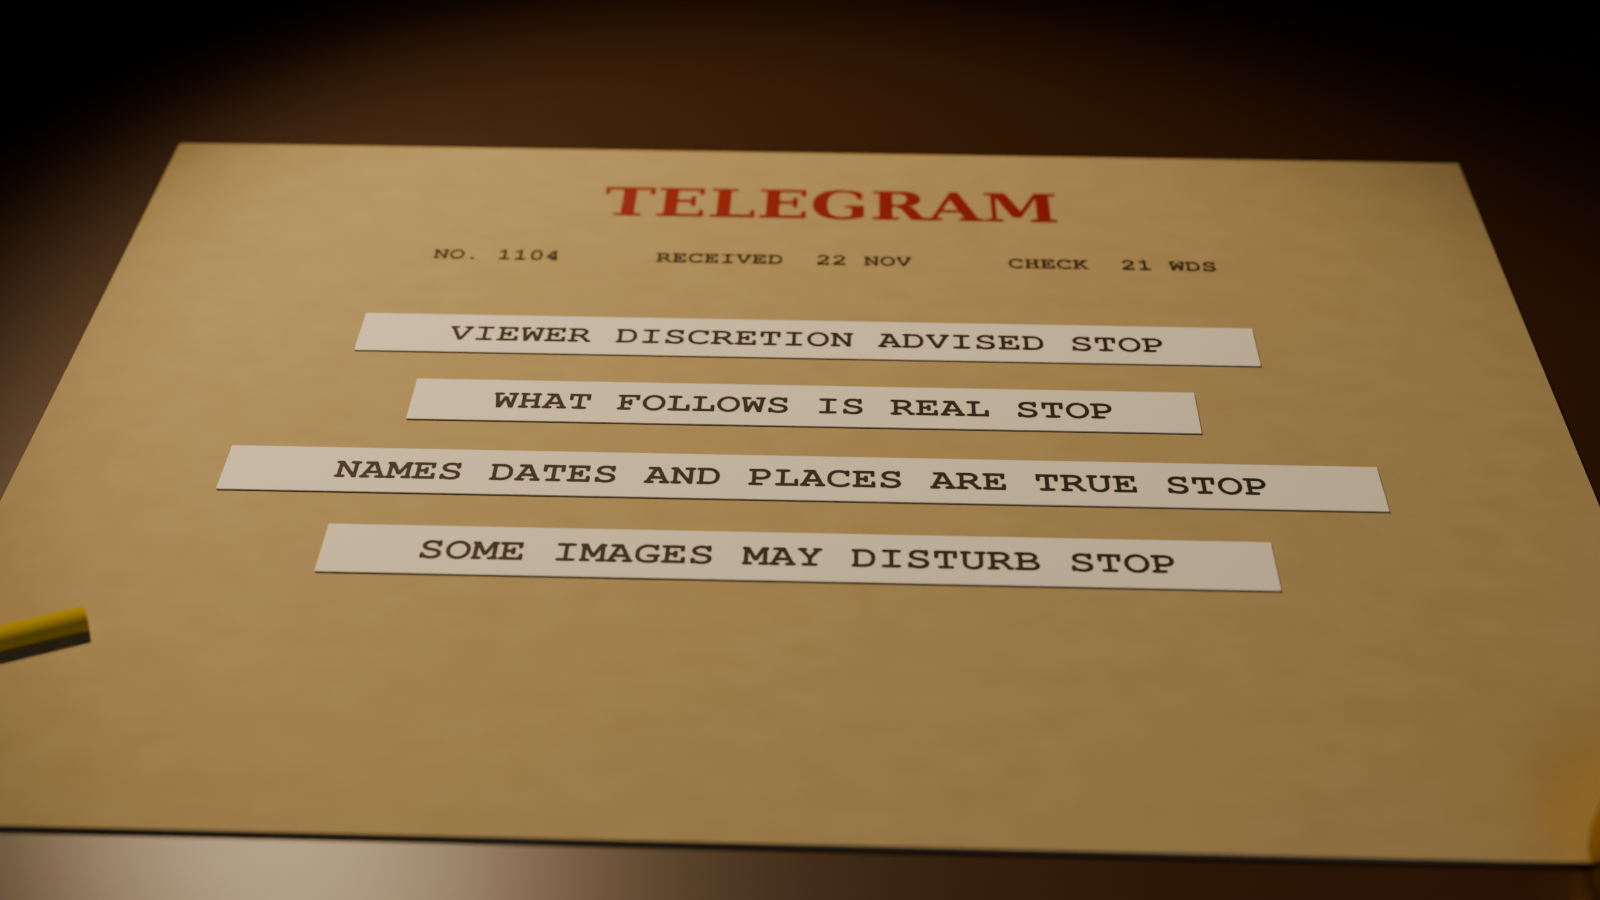 TELEGRAM
NO. 1104 RECEIVED 22 NOV CHECK 21 WDS
VIEWER DISCRETION ADVISED STOP
WHAT FOLLOWS IS REAL STOP
NAMES DATES AND PLACES ARE TRUE STOP
SOME IMAGES MAY DISTURB STOP